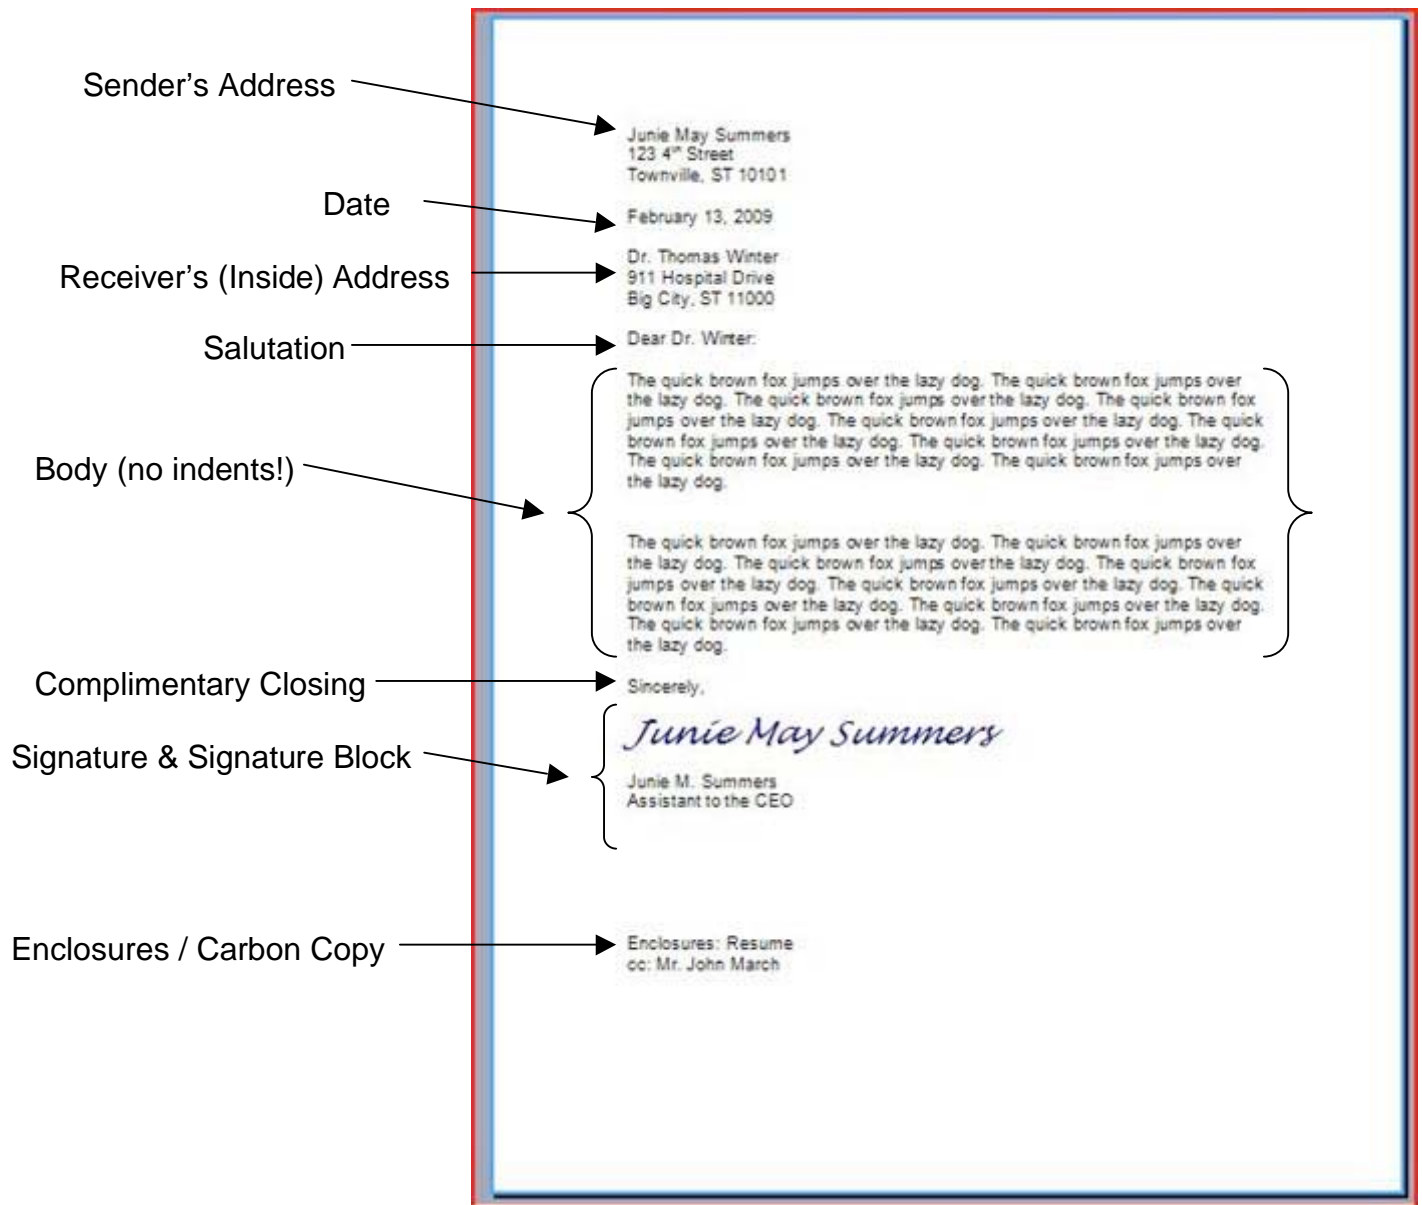 Sender's Address
Junie May Summers
123 4th Street
Townville, ST 10101
Date
February 13, 2009
Receiver's (Inside) Address
Dr. Thomas Winter
911 Hospital Drive
Big City, ST 11000
Salutation
Dear Dr. Winter:
Body (no indents!)
The quick brown fox jumps over the lazy dog. The quick brown fox jumps over
the lazy dog. The quick brown fox jumps over the lazy dog. The quick brown fox
jumps over the lazy dog. The quick brown fox jumps over the lazy dog. The quick
brown fox jumps over the lazy dog. The quick brown fox jumps over the lazy dog.
The quick brown fox jumps over the lazy dog. The quick brown fox jumps over
the lazy dog.
The quick brown fox jumps over the lazy dog. The quick brown fox jumps over
the lazy dog. The quick brown fox jumps over the lazy dog. The quick brown fox
jumps over the lazy dog. The quick brown fox jumps over the lazy dog. The quick
brown fox jumps over the lazy dog. The quick brown fox jumps over the lazy dog.
The quick brown fox jumps over the lazy dog. The quick brown fox jumps over
the lazy dog.
Complimentary Closing
Sincerely,
Signature & Signature Block
Junie May Summers
Junie M. Summers
Assistant to the CEO
Enclosures / Carbon Copy
Enclosures: Resume
cc: Mr. John March